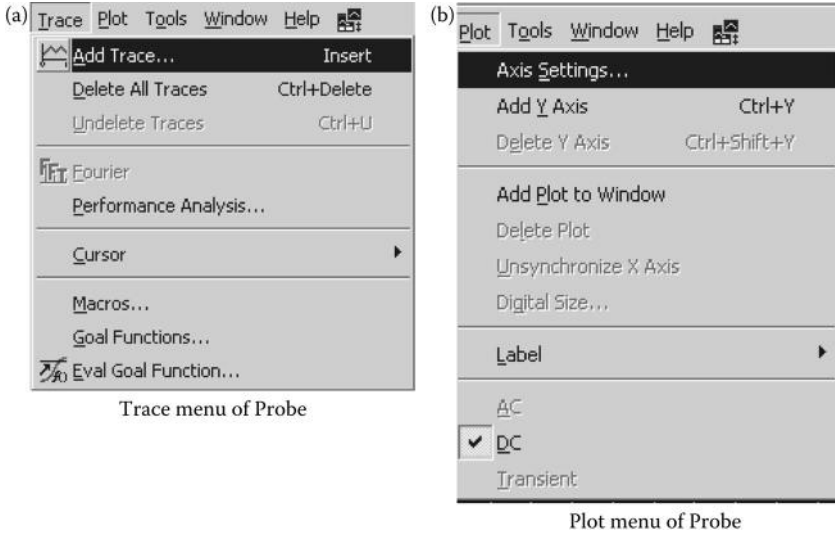 (a)
Trace Plot Tools Window Help
Add Trace... Insert
Delete All Traces Ctrl+Delete
Undelete Traces Ctrl+U
FFT Fourier
Performance Analysis...
Cursor
Macros...
Goal Functions...
Eval Goal Function...
Trace menu of Probe
(b)
Plot Tools Window Help
Axis Settings...
Add Y Axis Ctrl+Y
Delete Y Axis Ctrl+Shift+Y
Add Plot to Window
Delete Plot
Unsynchronize X Axis
Digital Size...
Label
AC
DC
Transient
Plot menu of Probe